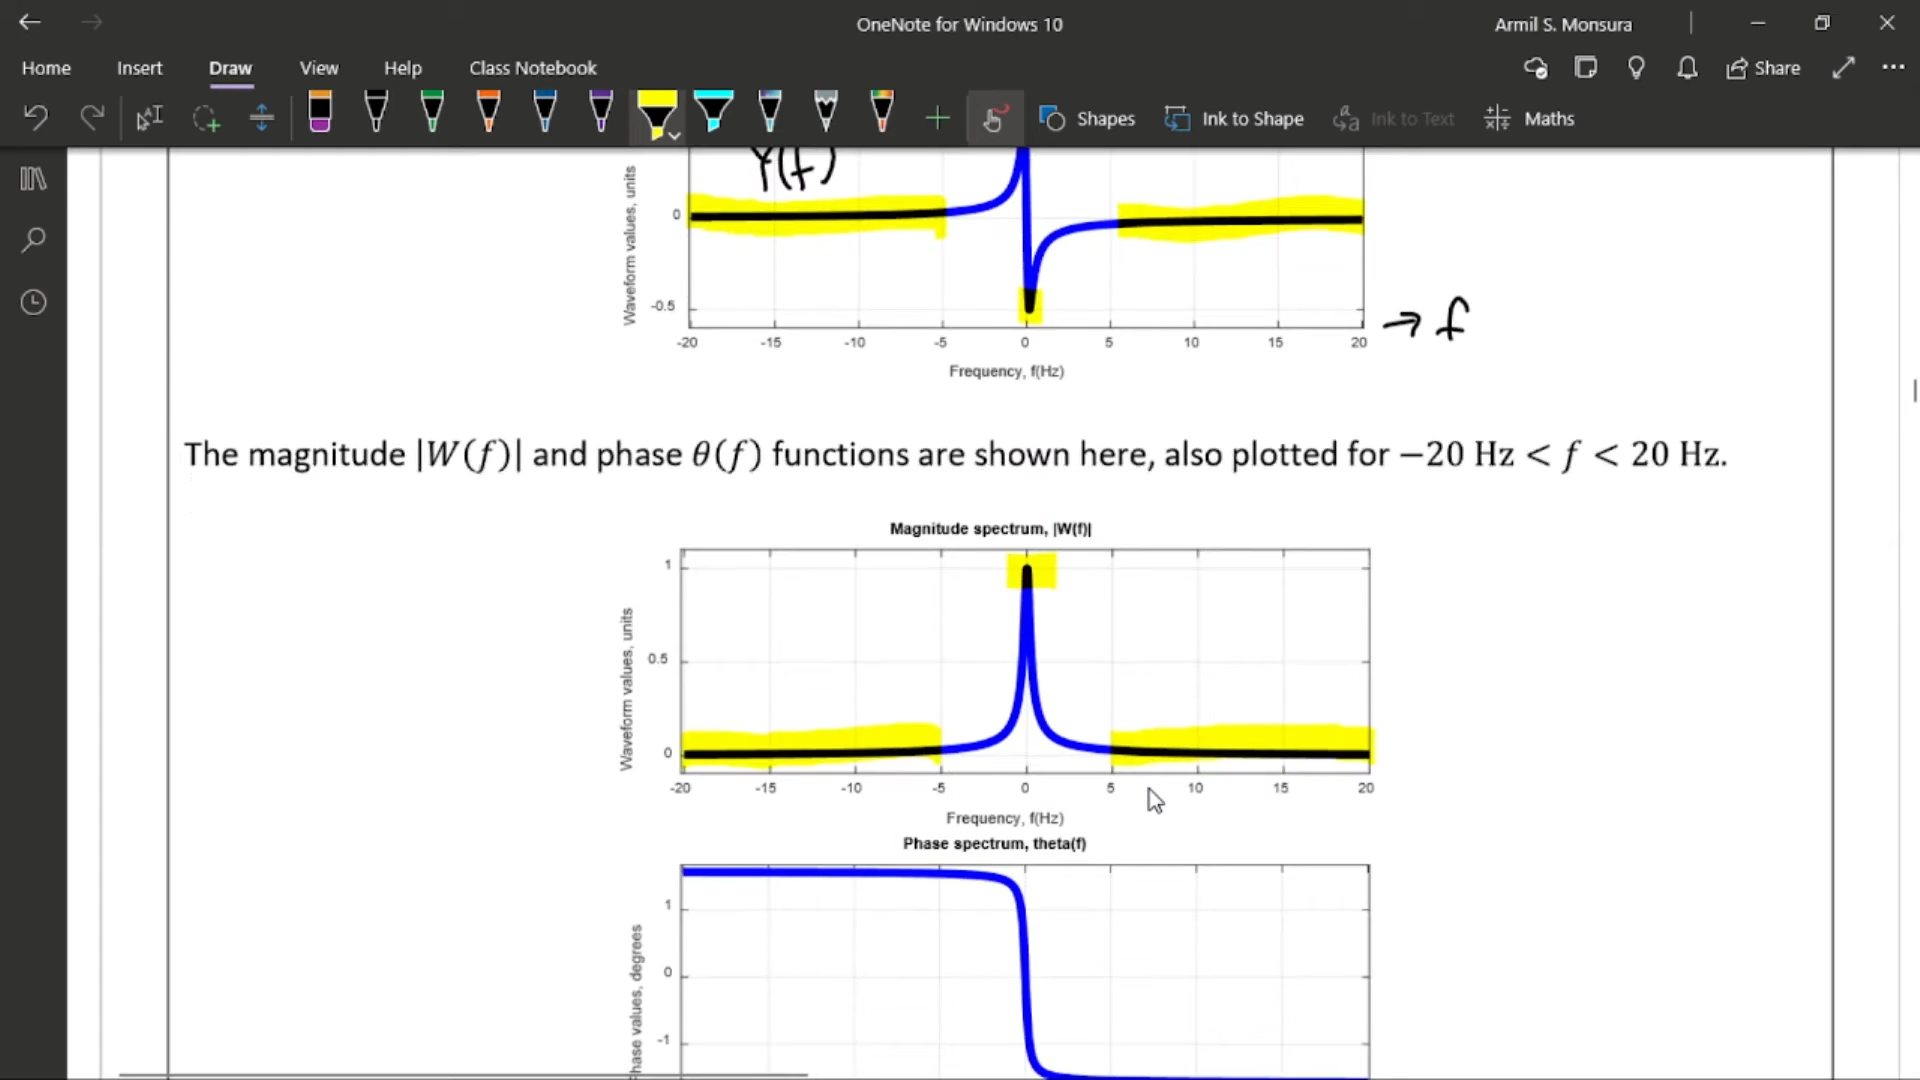 OneNote for Windows 10
Armil S. Monsura
Home Insert Draw View Help Class Notebook
Share
Shapes Ink to Shape Ink to Text Maths
Y(f)
Waveform values, units
0
-0.5
-20 -15 -10 -5 0 5 10 15 20
→ f
Frequency, f(Hz)
The magnitude |W(f)| and phase θ(f) functions are shown here, also plotted for −20 Hz < f < 20 Hz.
Magnitude spectrum, |W(f)|
Waveform values, units
1
0.5
0
-20 -15 -10 -5 0 5 10 15 20
Frequency, f(Hz)
Phase spectrum, theta(f)
Phase values, degrees
1
0
-1